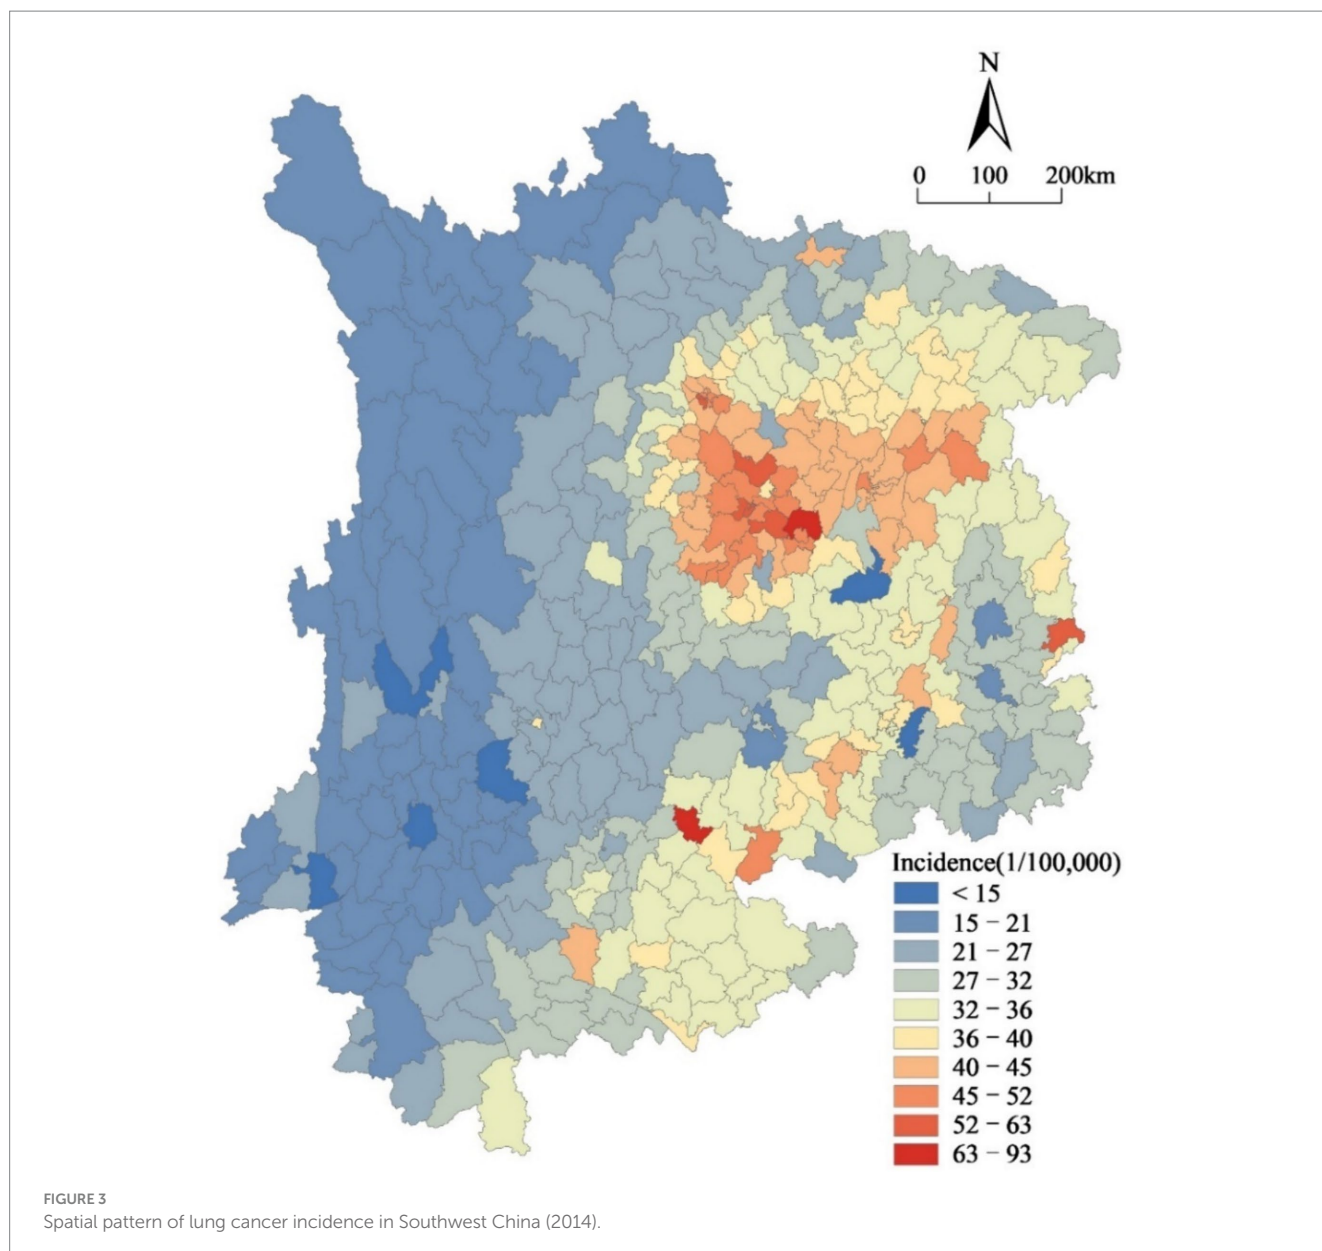 N
0 100 200km
Incidence(1/100,000)
< 15
15 − 21
21 − 27
27 − 32
32 − 36
36 − 40
40 − 45
45 − 52
52 − 63
63 − 93
FIGURE 3
Spatial pattern of lung cancer incidence in Southwest China (2014).